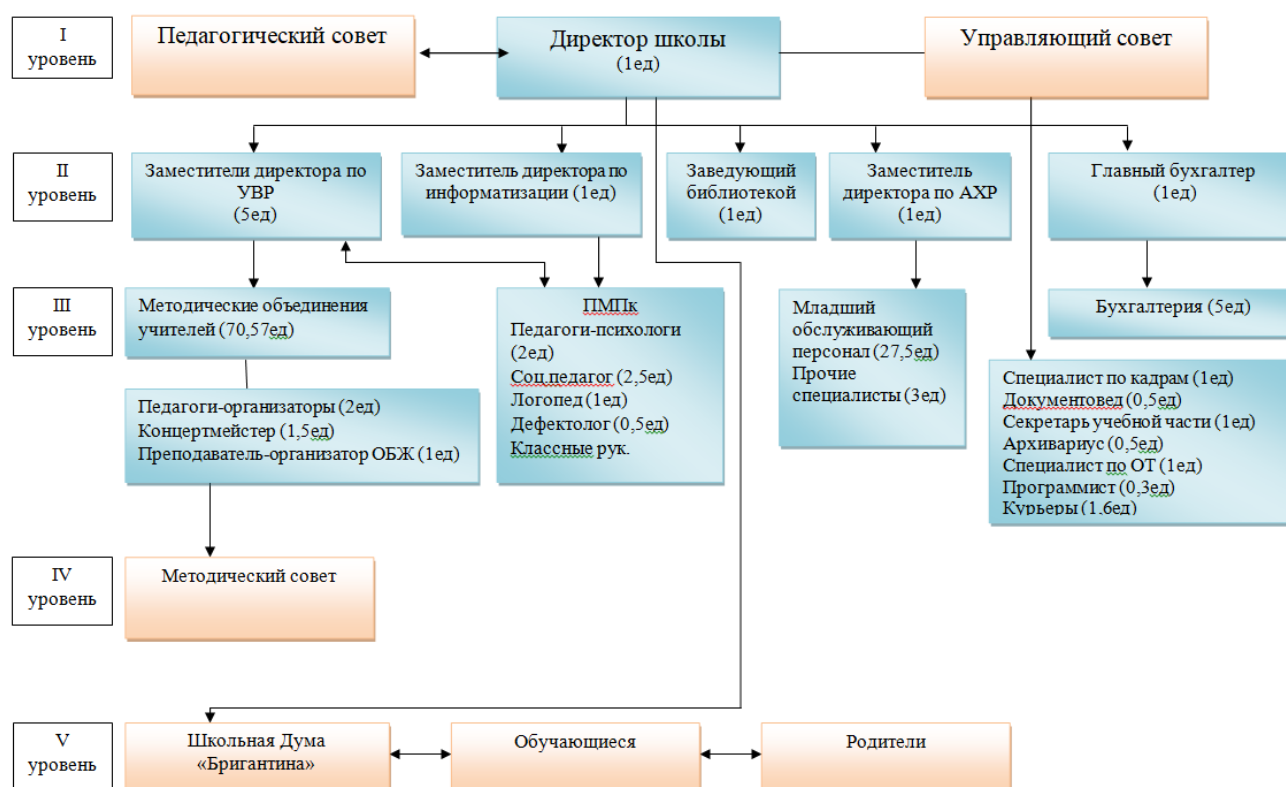 I
уровень
Педагогический совет
Директор школы
(1ед)
Управляющий совет
II
уровень
Заместители директора по
УВР
(5ед)
Заместитель директора по
информатизации (1ед)
Заведующий
библиотекой
(1ед)
Заместитель
директора по АХР
(1ед)
Главный бухгалтер
(1ед)
III
уровень
Методические объединения
учителей (70,57ед)
Педагоги-организаторы (2ед)
Концертмейстер (1,5ед)
Преподаватель-организатор ОБЖ (1ед)
ПМПк
Педагоги-психологи
(2ед)
Соц.педагог (2,5ед)
Логопед (1ед)
Дефектолог (0,5ед)
Классные рук.
Младший
обслуживающий
персонал (27,5ед)
Прочие
специалисты (3ед)
Бухгалтерия (5ед)
Специалист по кадрам (1ед)
Документовед (0,5ед)
Секретарь учебной части (1ед)
Архивариус (0,5ед)
Специалист по ОТ (1ед)
Программист (0,3ед)
Курьеры (1,6ед)
IV
уровень
Методический совет
V
уровень
Школьная Дума
«Бригантина»
Обучающиеся
Родители